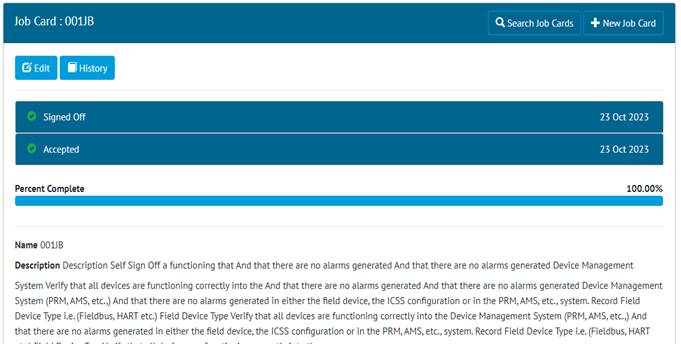 Job Card : 001JB
Search Job Cards
New Job Card
Edit
History
Signed Off 23 Oct 2023
Accepted 23 Oct 2023
Percent Complete 100.00%
Name 001JB
Description Description Self Sign Off a functioning that And that there are no alarms generated And that there are no alarms generated Device Management
System Verify that all devices are functioning correctly into the And that there are no alarms generated And that there are no alarms generated Device Management
System (PRM, AMS, etc.,) And that there are no alarms generated in either the field device, the ICSS configuration or in the PRM, AMS, etc., system. Record Field
Device Type i.e. (Fieldbus, HART etc.) Field Device Type Verify that all devices are functioning correctly into the Device Management System (PRM, AMS, etc.,) And
that there are no alarms generated in either the field device, the ICSS configuration or in the PRM, AMS, etc., system. Record Field Device Type i.e. (Fieldbus, HART